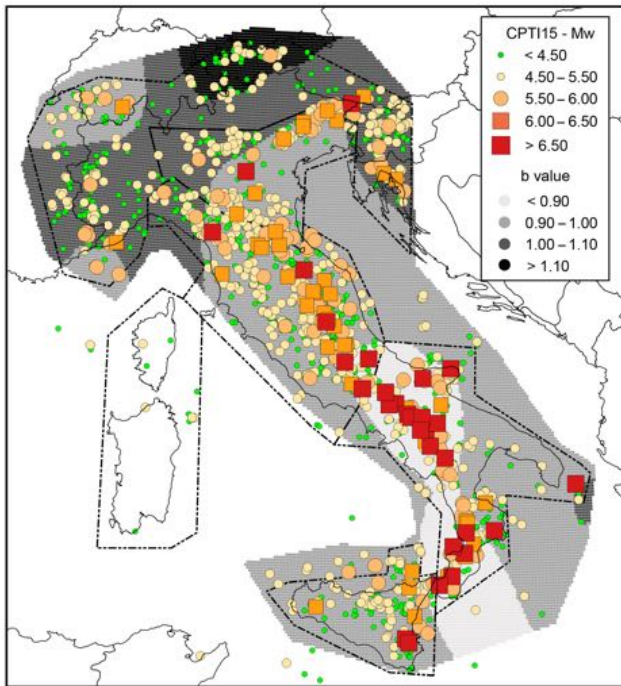 CPTI15 - Mw
< 4.50
4.50 – 5.50
5.50 – 6.00
6.00 – 6.50
> 6.50
b value
< 0.90
0.90 – 1.00
1.00 – 1.10
> 1.10